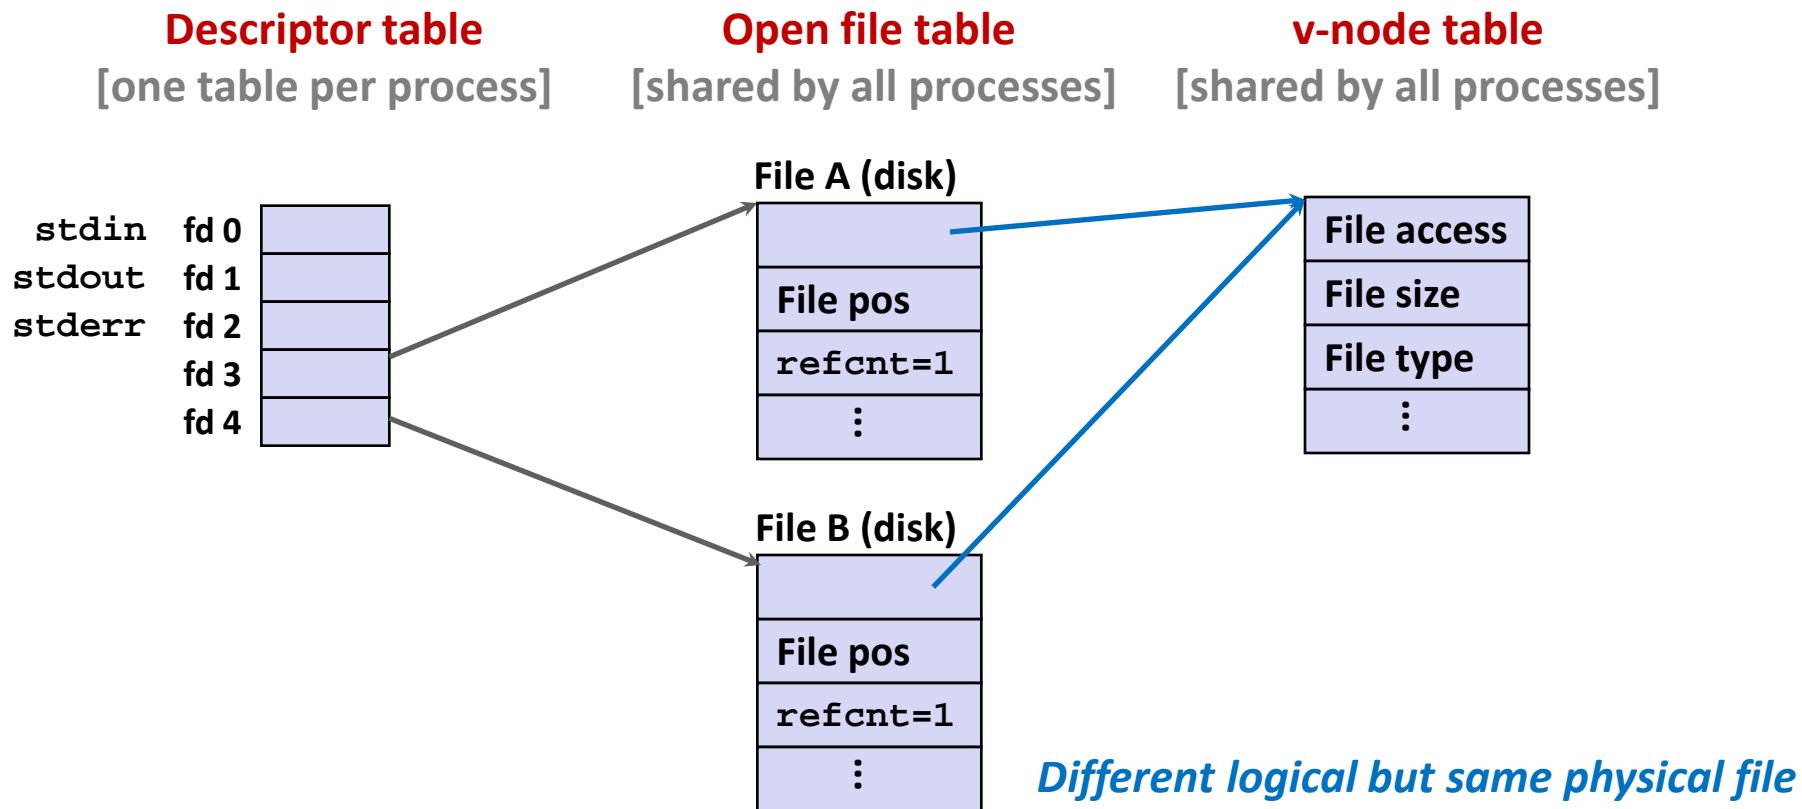 Descriptor table
[one table per process]
Open file table
[shared by all processes]
v-node table
[shared by all processes]
stdin fd 0
stdout fd 1
stderr fd 2
fd 3
fd 4
File A (disk)
File pos
refcnt=1
⋮
File B (disk)
File pos
refcnt=1
⋮
File access
File size
File type
⋮
Different logical but same physical file